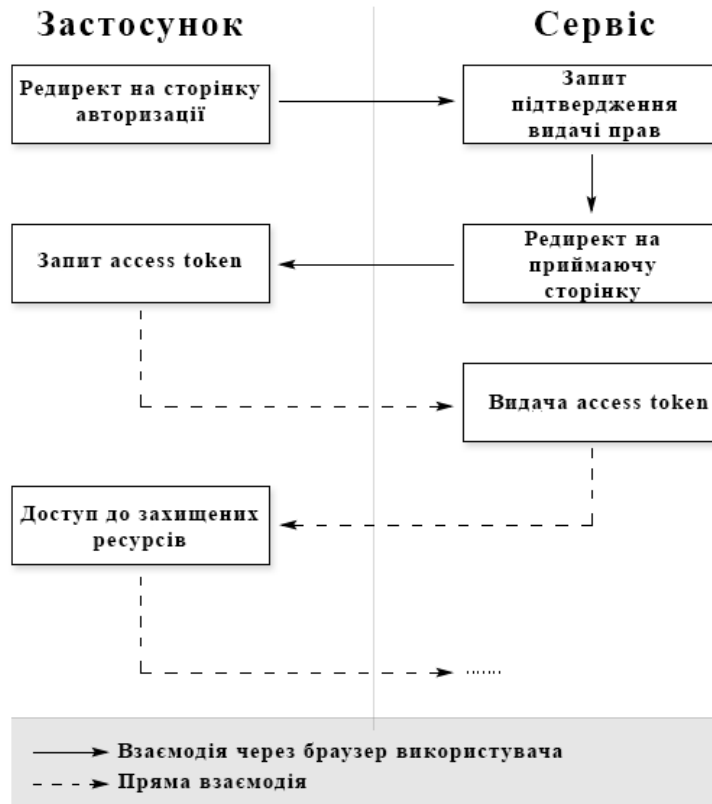 Застосунок
Сервіс
Редирект на сторінку
авторизації
Запит
підтвердження
видачі прав
Запит access token
Редирект на
приймаючу
сторінку
Видача access token
Доступ до захищених
ресурсів
.......
Взаємодія через браузер використувача
Пряма взаємодія